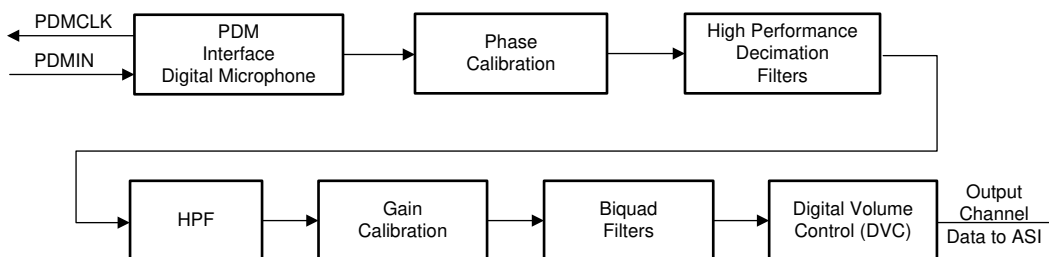 PDMCLK
PDMIN
PDM
Interface
Digital Microphone
Phase
Calibration
High Performance
Decimation
Filters
HPF
Gain
Calibration
Biquad
Filters
Digital Volume
Control (DVC)
Output
Channel
Data to ASI